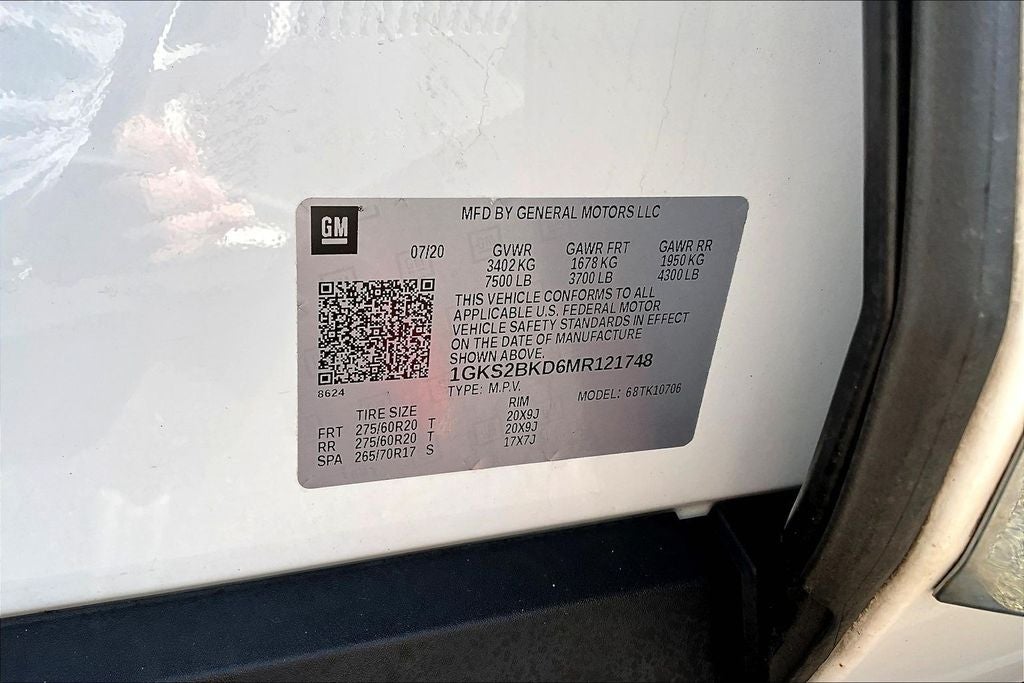 GM
MFD BY GENERAL MOTORS LLC
07/20 GVWR GAWR FRT GAWR RR
3402 KG 1678 KG 1950 KG
7500 LB 3700 LB 4300 LB
THIS VEHICLE CONFORMS TO ALL
APPLICABLE U.S. FEDERAL MOTOR
VEHICLE SAFETY STANDARDS IN EFFECT
ON THE DATE OF MANUFACTURE
SHOWN ABOVE.
1GKS2BKD6MR121748
8624
TYPE: M.P.V. MODEL: 68TK10706
TIRE SIZE RIM
FRT 275/60R20 T 20X9J
RR 275/60R20 T 20X9J
SPA 265/70R17 S 17X7J